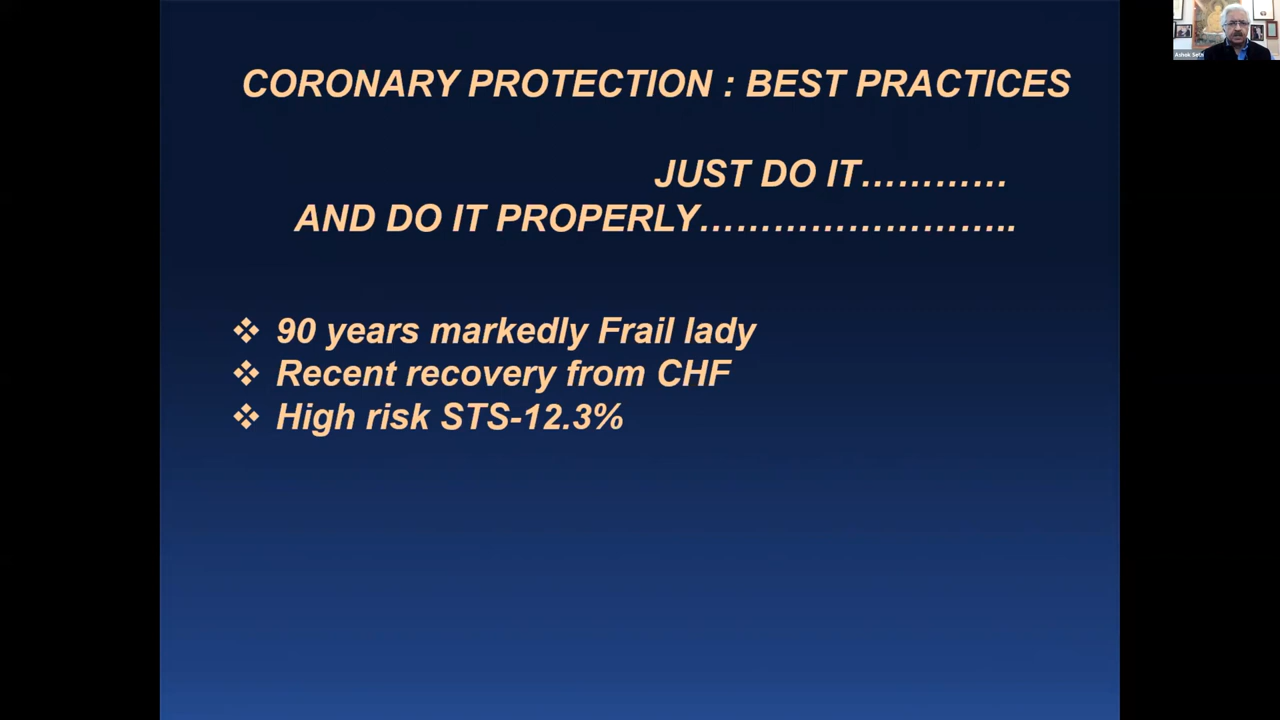 CORONARY PROTECTION : BEST PRACTICES
JUST DO IT…………
AND DO IT PROPERLY……………………..
❖ 90 years markedly Frail lady
❖ Recent recovery from CHF
❖ High risk STS-12.3%
Ashok